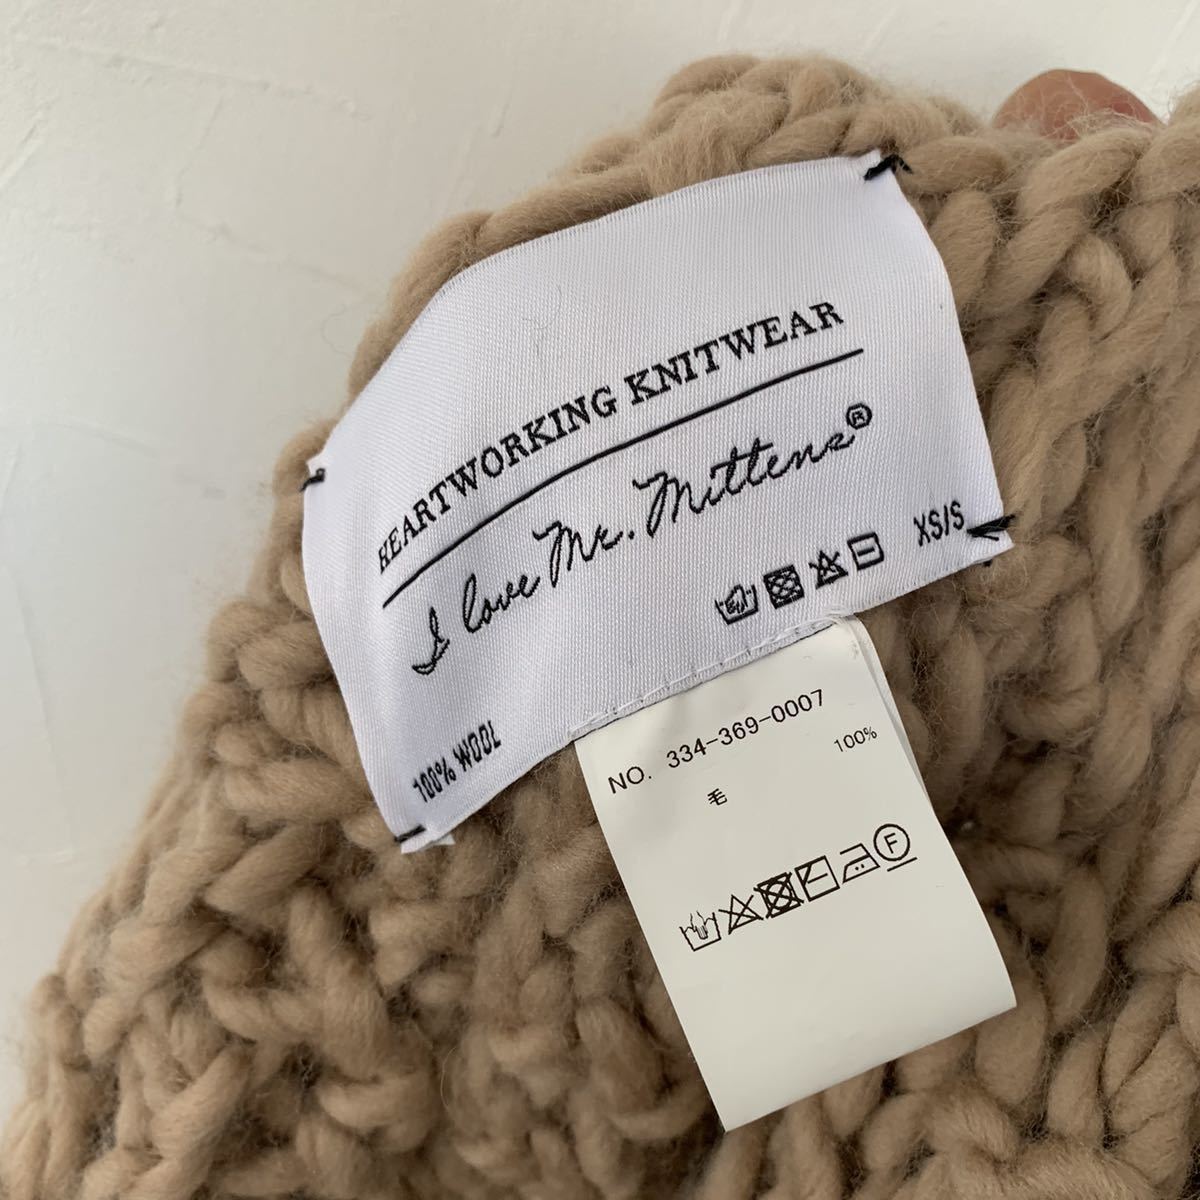 HEARTWORKING KNITWEAR
I love Mr. Mittens®
XS/S
100% WOOL
NO. 334-369-0007
毛 100%
F